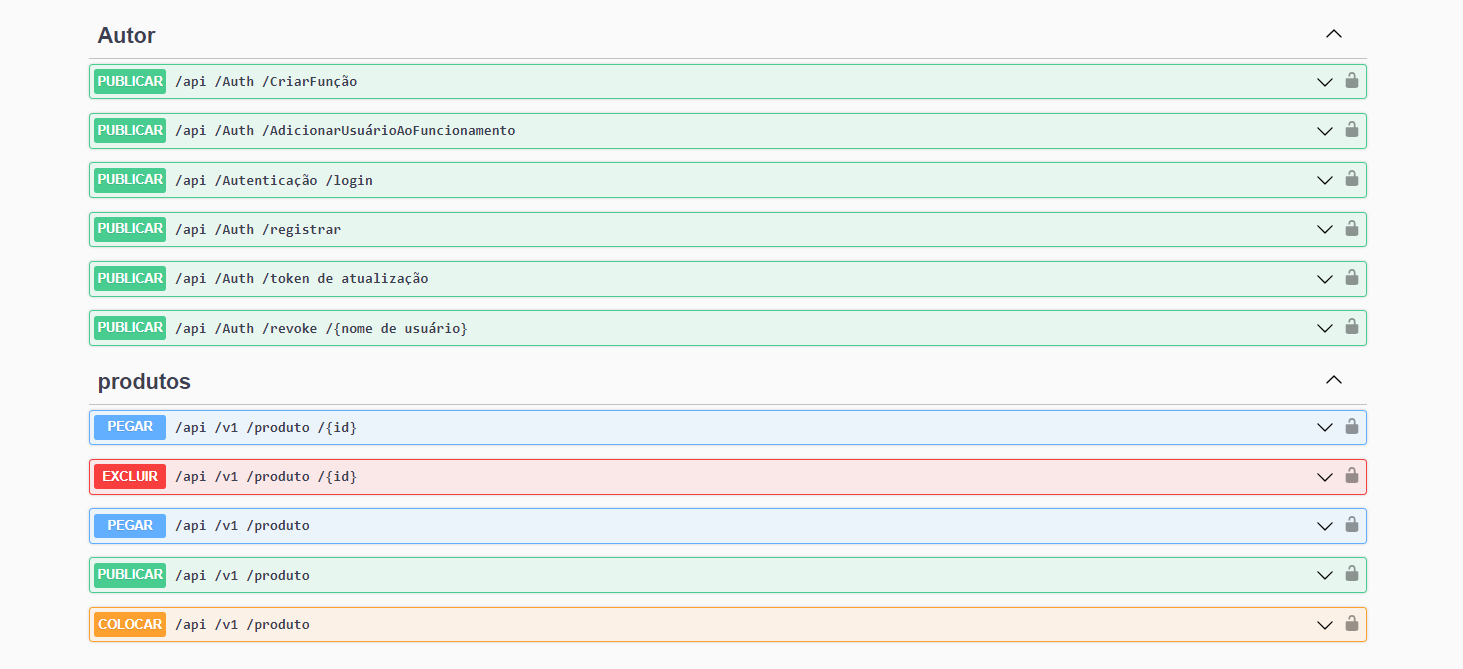 Autor
PUBLICAR /api /Auth /CriarFunção
PUBLICAR /api /Auth /AdicionarUsuárioAoFuncionamento
PUBLICAR /api /Autenticação /login
PUBLICAR /api /Auth /registrar
PUBLICAR /api /Auth /token de atualização
PUBLICAR /api /Auth /revoke /{nome de usuário}
produtos
PEGAR /api /v1 /produto /{id}
EXCLUIR /api /v1 /produto /{id}
PEGAR /api /v1 /produto
PUBLICAR /api /v1 /produto
COLOCAR /api /v1 /produto